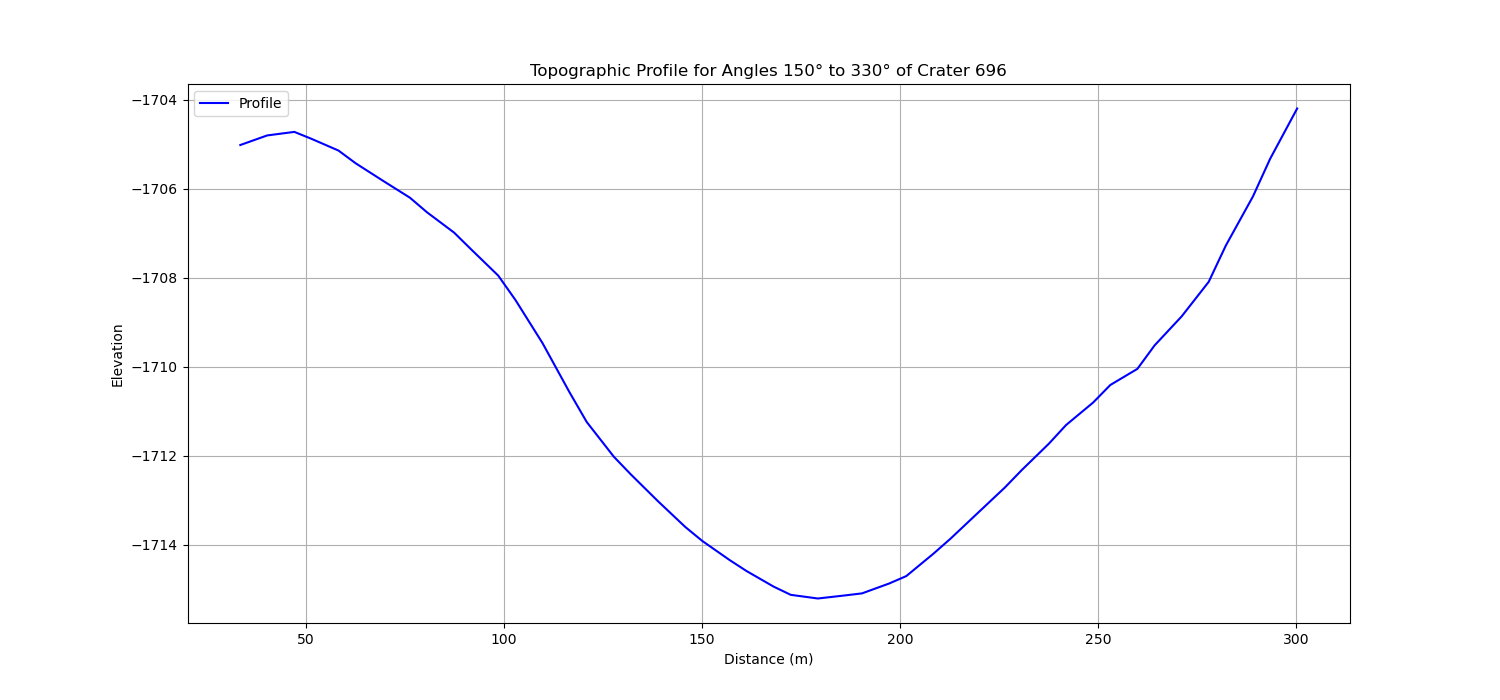 Topographic Profile for Angles 150° to 330° of Crater 696
Profile
−1704
−1706
−1708
−1710
−1712
−1714
Elevation
50 100 150 200 250 300
Distance (m)